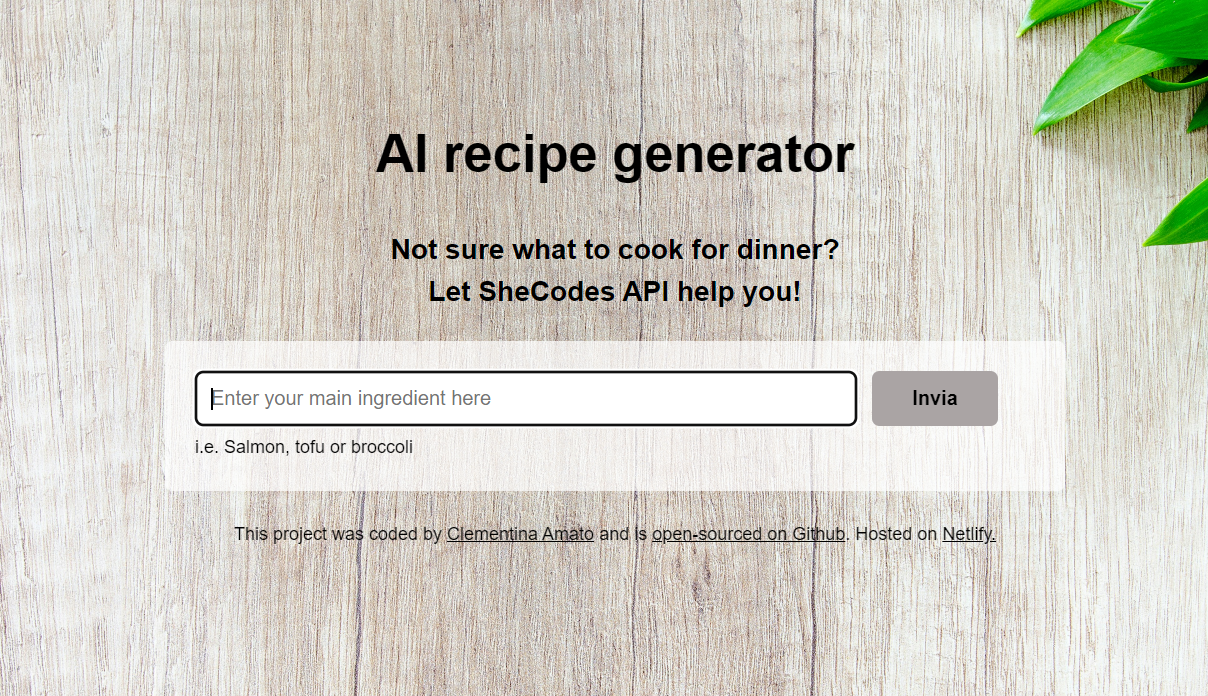 AI recipe generator
Not sure what to cook for dinner?
Let SheCodes API help you!
Enter your main ingredient here
Invia
i.e. Salmon, tofu or broccoli
This project was coded by Clementina Amato and is open-sourced on Github. Hosted on Netlify.